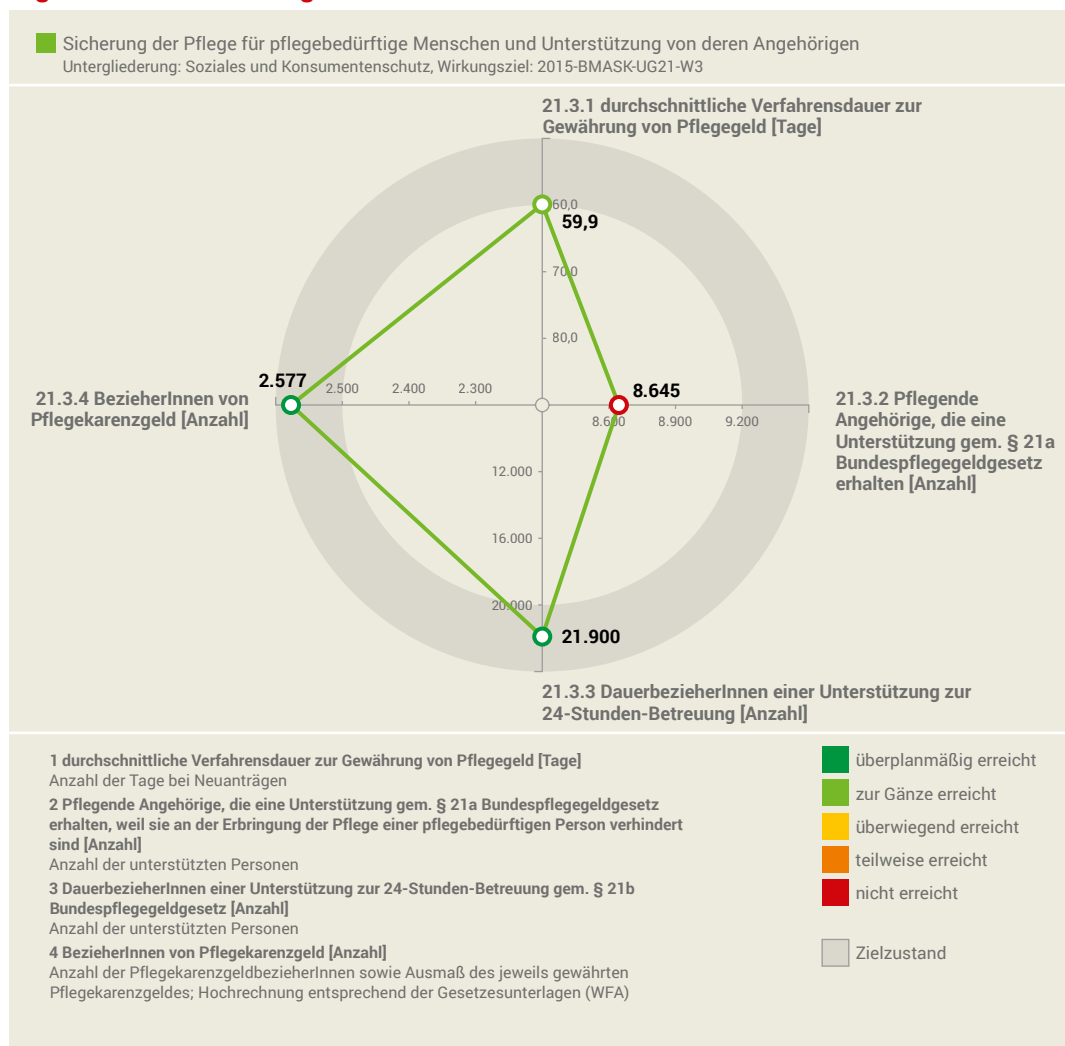 Sicherung der Pflege für pflegebedürftige Menschen und Unterstützung von deren Angehörigen
Untergliederung: Soziales und Konsumentenschutz, Wirkungsziel: 2015-BMASK-UG21-W3
21.3.1 durchschnittliche Verfahrensdauer zur
Gewährung von Pflegegeld [Tage]
60,0
59,9
70,0
80,0
2.577
2.500
2.400
2.300
8.645
8.600
8.900
9.200
21.3.4 BezieherInnen von
Pflegekarenzgeld [Anzahl]
21.3.2 Pflegende
Angehörige, die eine
Unterstützung gem. § 21a
Bundespflegegeldgesetz
erhalten [Anzahl]
12.000
16.000
20.000
21.900
21.3.3 DauerbezieherInnen einer Unterstützung zur
24-Stunden-Betreuung [Anzahl]
1 durchschnittliche Verfahrensdauer zur Gewährung von Pflegegeld [Tage]
Anzahl der Tage bei Neuanträgen
2 Pflegende Angehörige, die eine Unterstützung gem. § 21a Bundespflegegeldgesetz
erhalten, weil sie an der Erbringung der Pflege einer pflegebedürftigen Person verhindert
sind [Anzahl]
Anzahl der unterstützten Personen
3 DauerbezieherInnen einer Unterstützung zur 24-Stunden-Betreuung gem. § 21b
Bundespflegegeldgesetz [Anzahl]
Anzahl der unterstützten Personen
4 BezieherInnen von Pflegekarenzgeld [Anzahl]
Anzahl der PflegekarenzgeldbezieherInnen sowie Ausmaß des jeweils gewährten
Pflegekarenzgeldes; Hochrechnung entsprechend der Gesetzesunterlagen (WFA)
überplanmäßig erreicht
zur Gänze erreicht
überwiegend erreicht
teilweise erreicht
nicht erreicht
Zielzustand